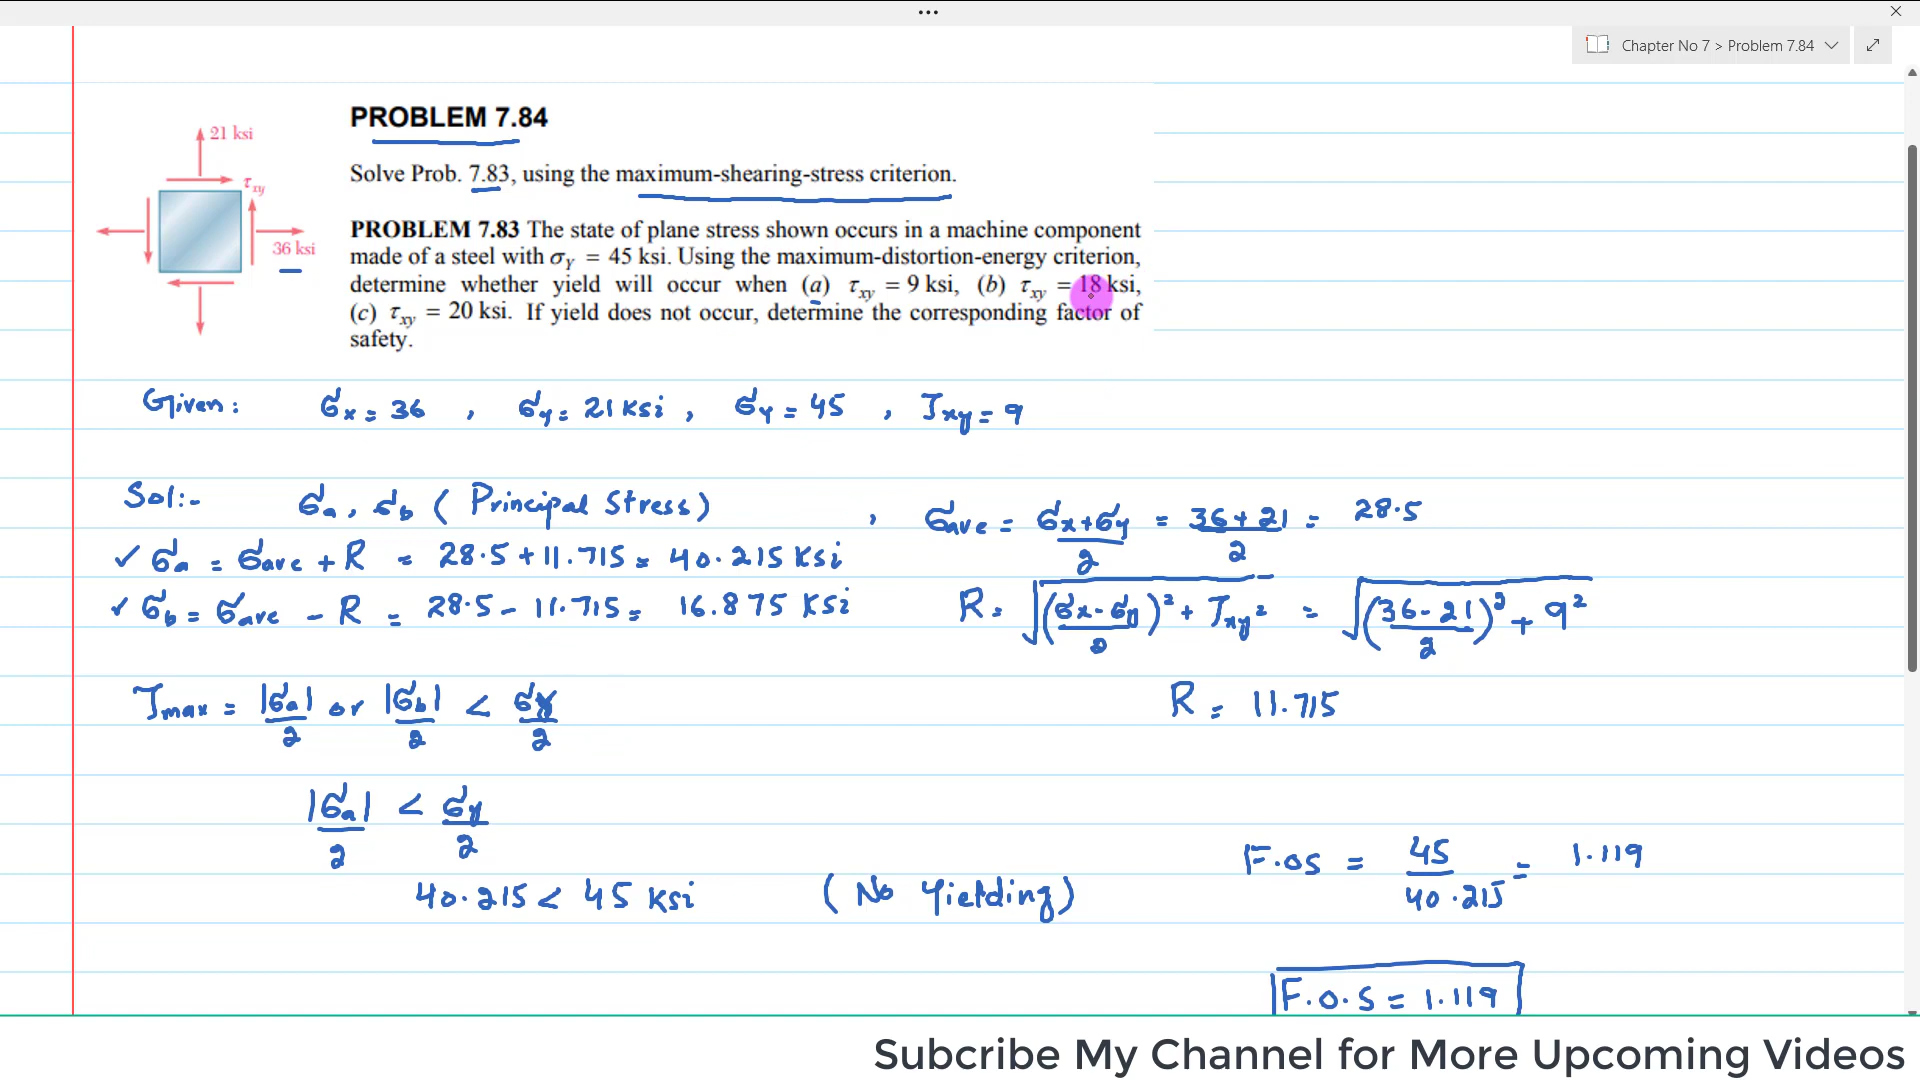 ...
Chapter No 7 > Problem 7.84
21 ksi
τxy
36 ksi
PROBLEM 7.84
Solve Prob. 7.83, using the maximum-shearing-stress criterion.
PROBLEM 7.83 The state of plane stress shown occurs in a machine component
made of a steel with σY = 45 ksi. Using the maximum-distortion-energy criterion,
determine whether yield will occur when (a) τxy = 9 ksi, (b) τxy = 18 ksi,
(c) τxy = 20 ksi. If yield does not occur, determine the corresponding factor of
safety.
Given: σx = 36 , σy = 21 Ksi , σY = 45 , τxy = 9
Sol:- σa, σb ( Principal Stress) , σave = σx+σy/2 = 36+21/2 = 28.5
✓ σa = σave + R = 28.5 + 11.715 = 40.215 Ksi
✓ σb = σave - R = 28.5 - 11.715 = 16.875 KSi
R = √((σx-σy/2)² + τxy²) = √((36-21/2)² + 9²)
τmax = |σa|/2 or |σb|/2 < σy/2
R = 11.715
|σa|/2 < σy/2
F.OS = 45/40.215 = 1.119
40.215 < 45 Ksi (No Yielding)
F.O.S = 1.119
Subcribe My Channel for More Upcoming Videos